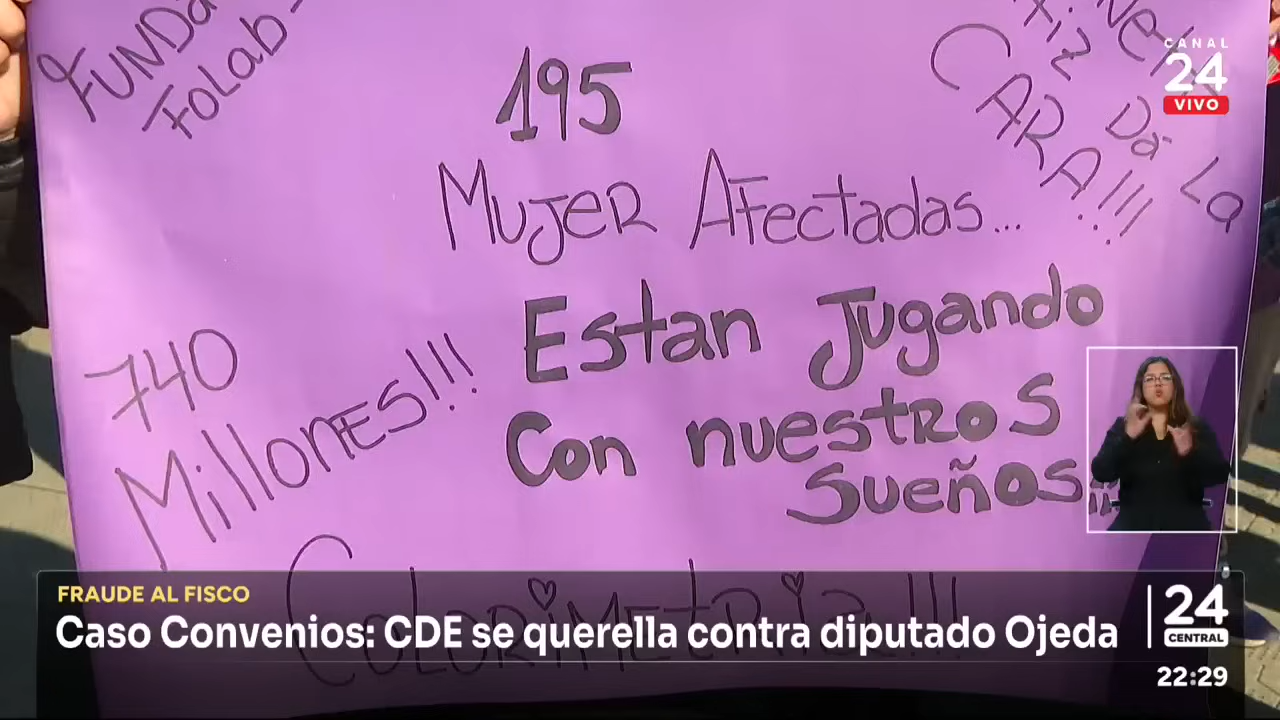 FUNDA
FOLab-
195
MUJER AFectadas...
Estan Jugando
Con nuestROS
Sueños
740
MilloNES!!!
COLORIMEtRia!!!
Da La
CARA!!!!
CANAL
24
VIVO
FRAUDE AL FISCO
Caso Convenios: CDE se querella contra diputado Ojeda
24
CENTRAL
22:29